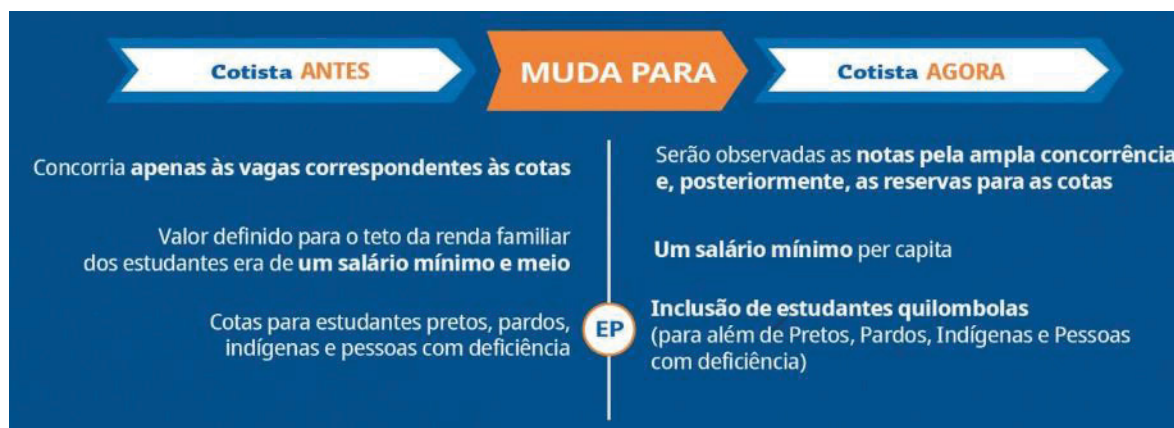 Cotista ANTES
MUDA PARA
Cotista AGORA
Concorria apenas às vagas correspondentes às cotas
Serão observadas as notas pela ampla concorrência
e, posteriormente, as reservas para as cotas
Valor definido para o teto da renda familiar
dos estudantes era de um salário mínimo e meio
Um salário mínimo per capita
Cotas para estudantes pretos, pardos,
indígenas e pessoas com deficiência
EP
Inclusão de estudantes quilombolas
(para além de Pretos, Pardos, Indígenas e Pessoas
com deficiência)